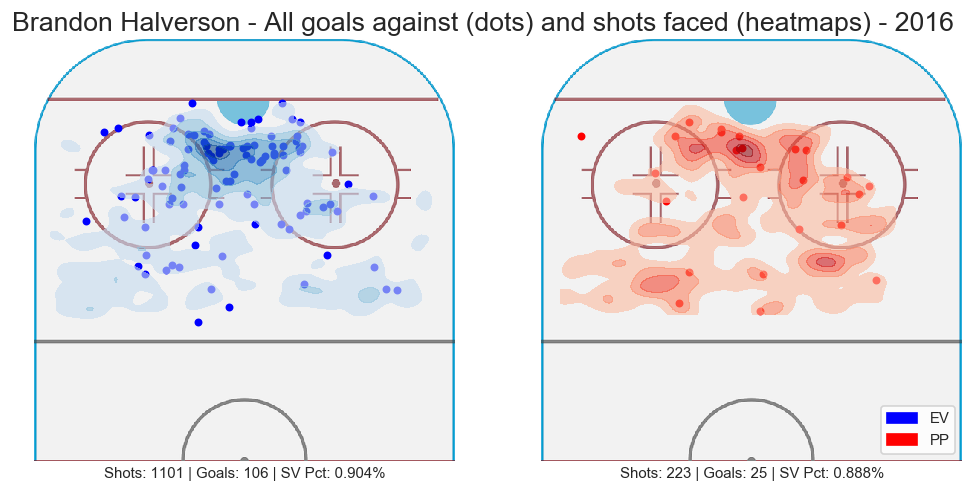 Brandon Halverson - All goals against (dots) and shots faced (heatmaps) - 2016
EV
PP
Shots: 1101 | Goals: 106 | SV Pct: 0.904%
Shots: 223 | Goals: 25 | SV Pct: 0.888%